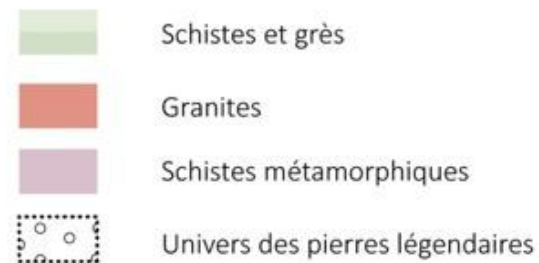 Schistes et grès
Granites
Schistes métamorphiques
Univers des pierres légendaires